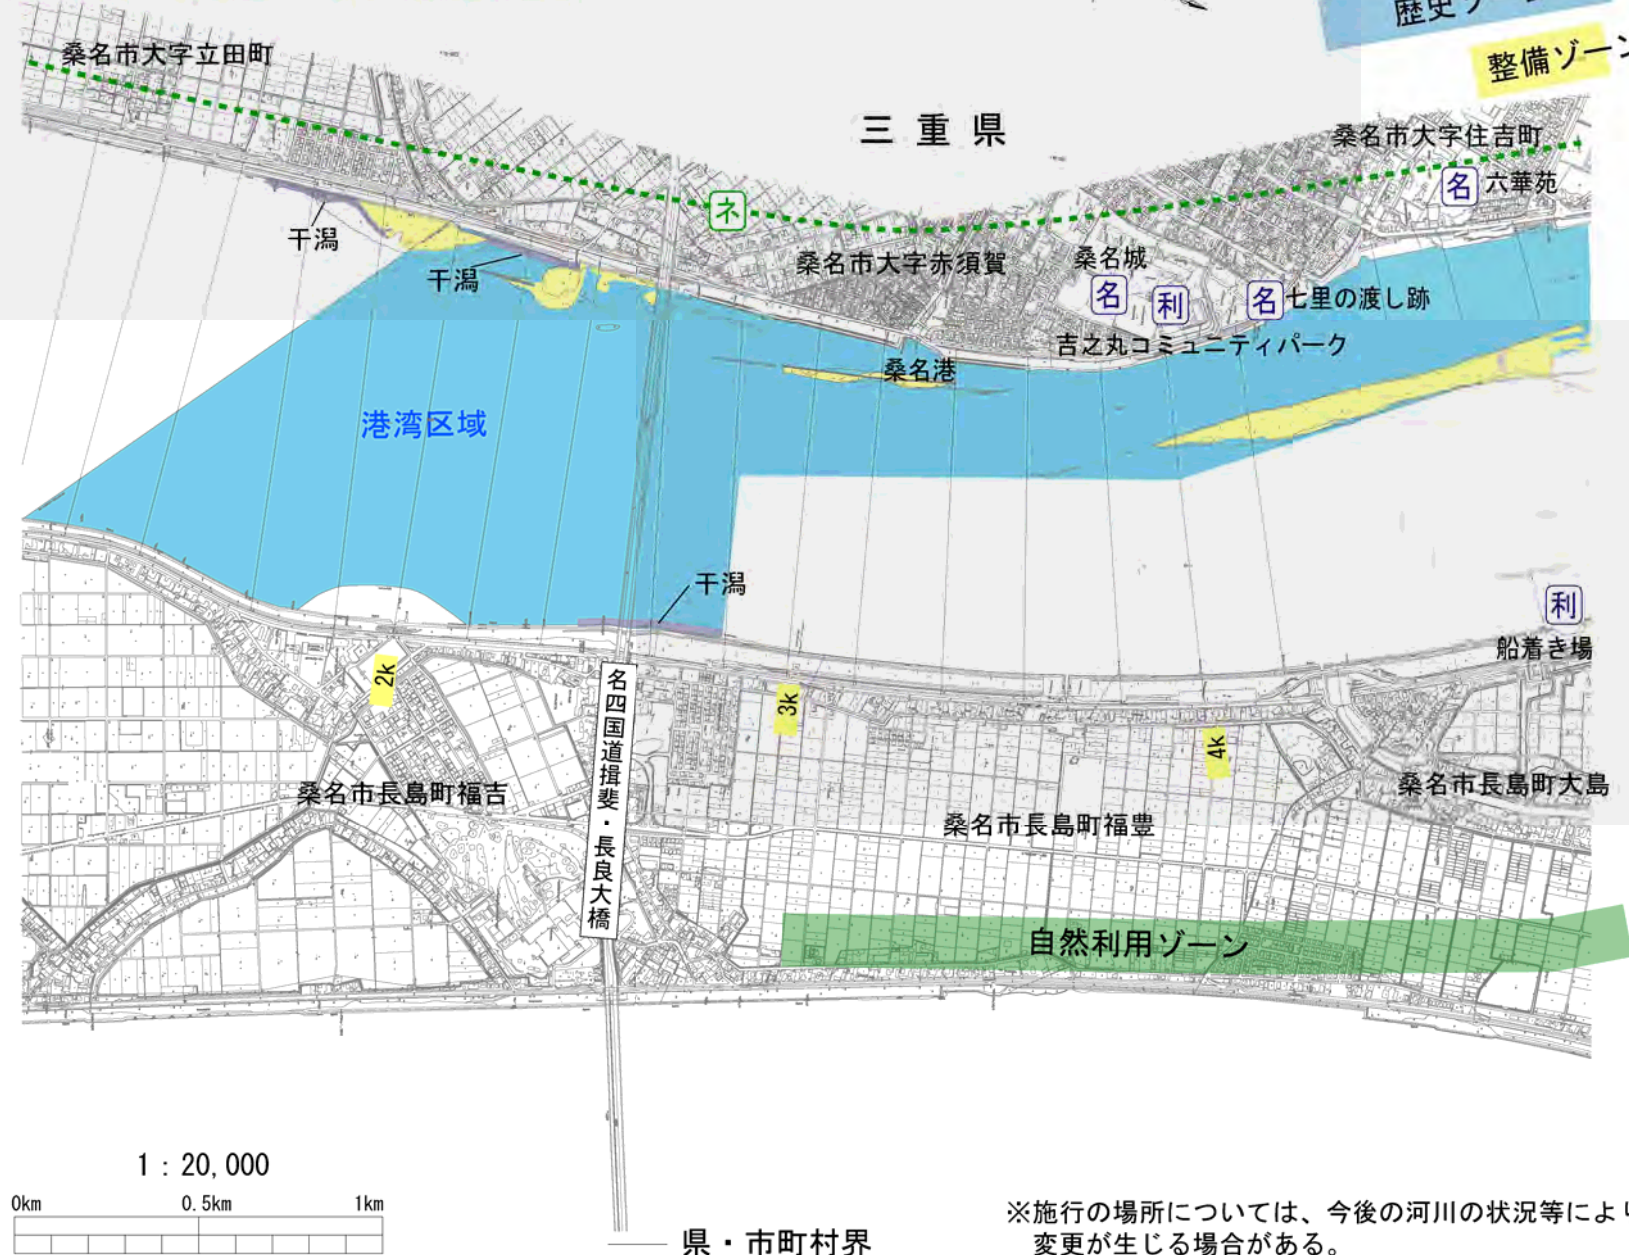 歴史ゾーン
整備ゾーン
桑名市大字立田町
三重県
桑名市大字住吉町
名 六華苑
ネ
干潟
干潟
桑名市大字赤須賀
桑名城
名
利
名 七里の渡し跡
吉之丸コミュニティパーク
桑名港
港湾区域
干潟
利
船着き場
2k
3k
4k
名四国道揖斐・長良大橋
桑名市長島町福吉
桑名市長島町福豊
桑名市長島町大島
自然利用ゾーン
1:20,000
0km 0.5km 1km
県・市町村界
※施行の場所については、今後の河川の状況等により
変更が生じる場合がある。